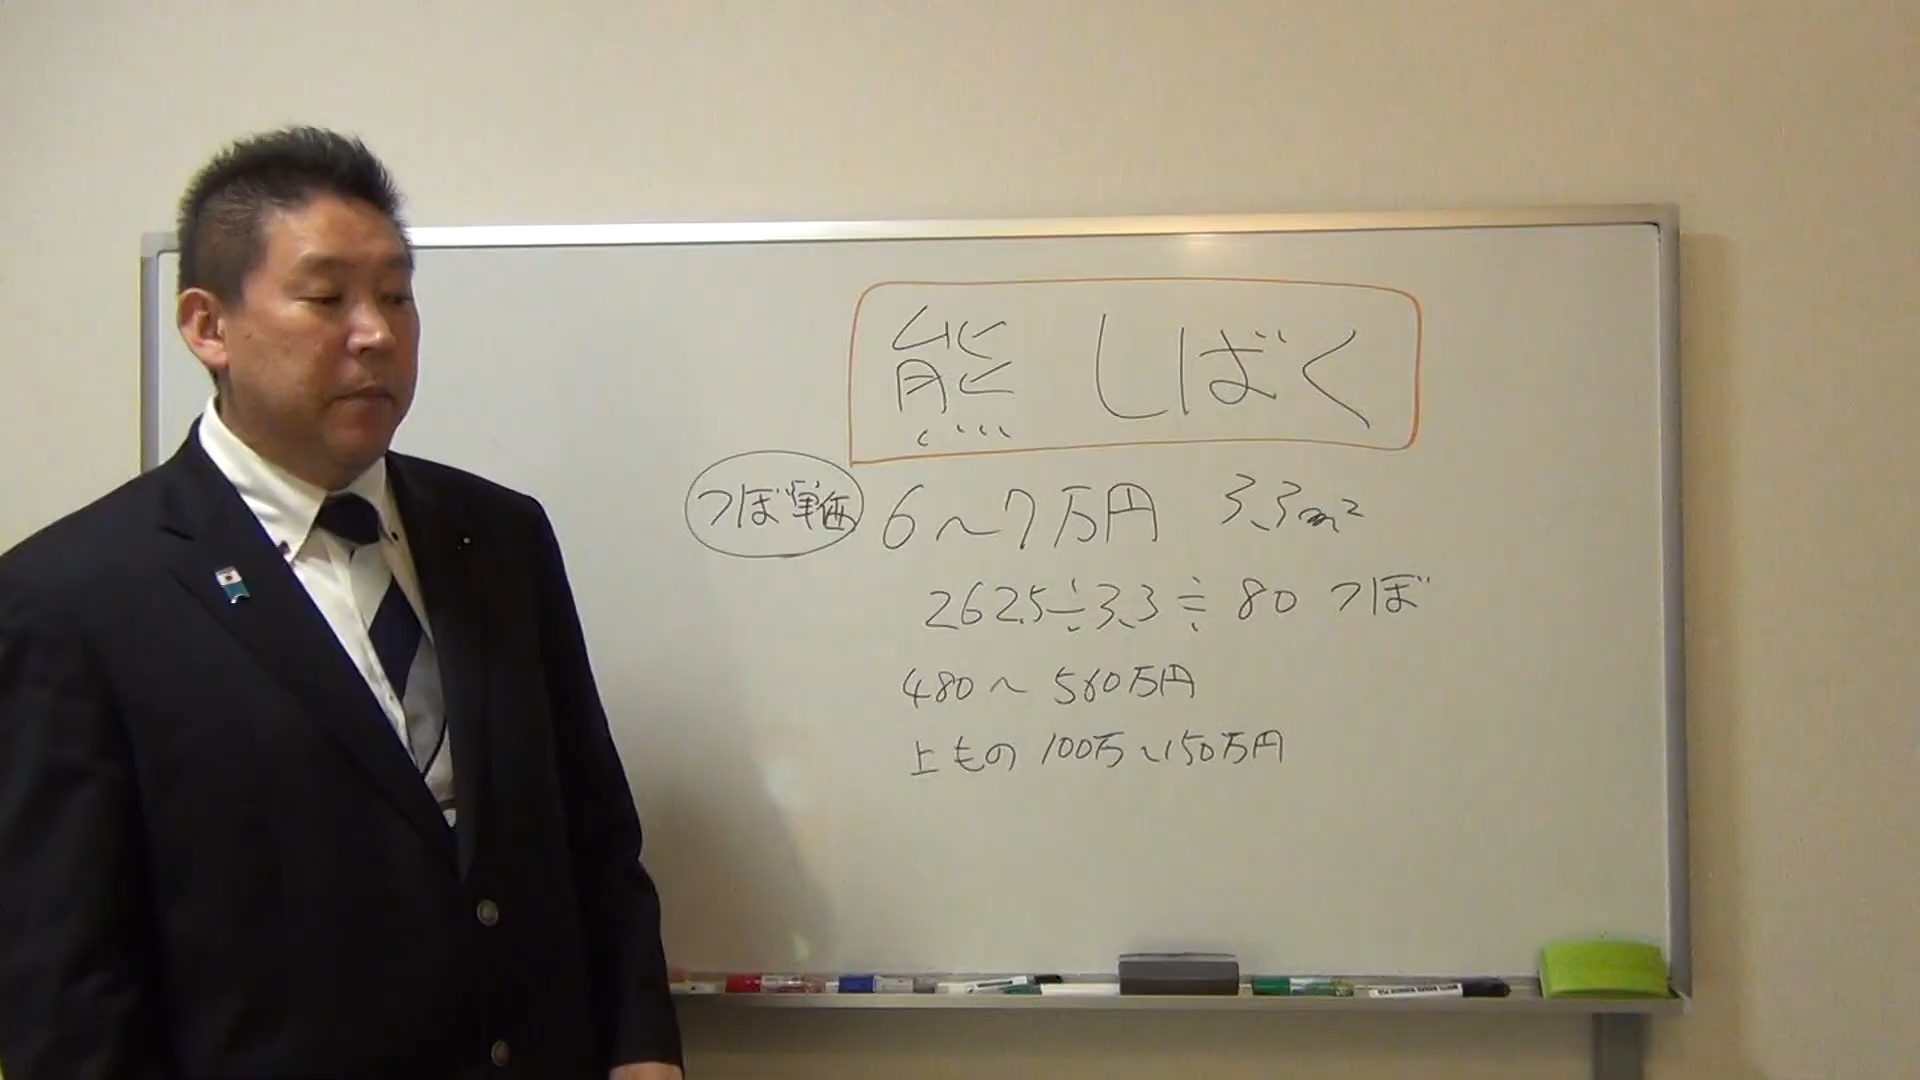 熊 しばく
つぼ単価 6〜7万円 3.3m²
262.5÷3.3≒80つぼ
480〜560万円
上もの 100万〜150万円